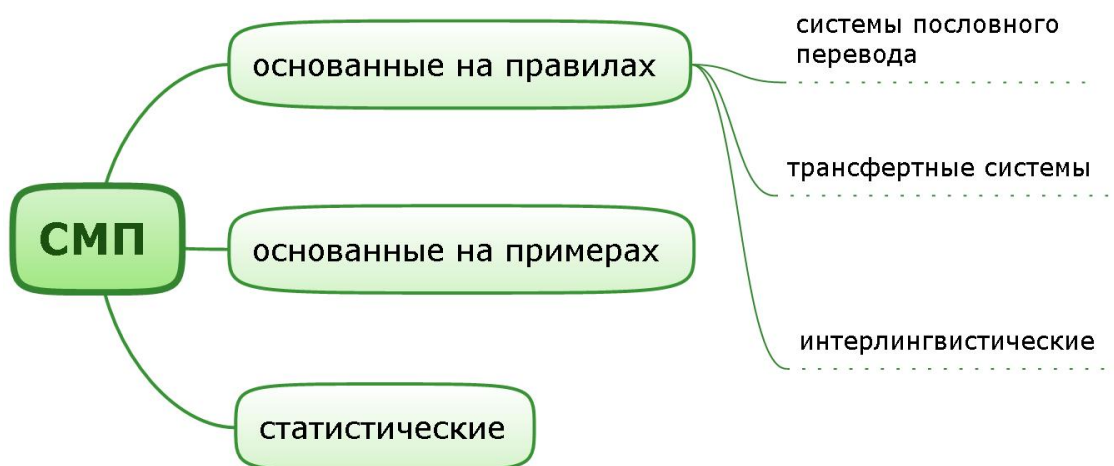 СМП
основанные на правилах
системы пословного
перевода
трансфертные системы
интерлингвистические
основанные на примерах
статистические